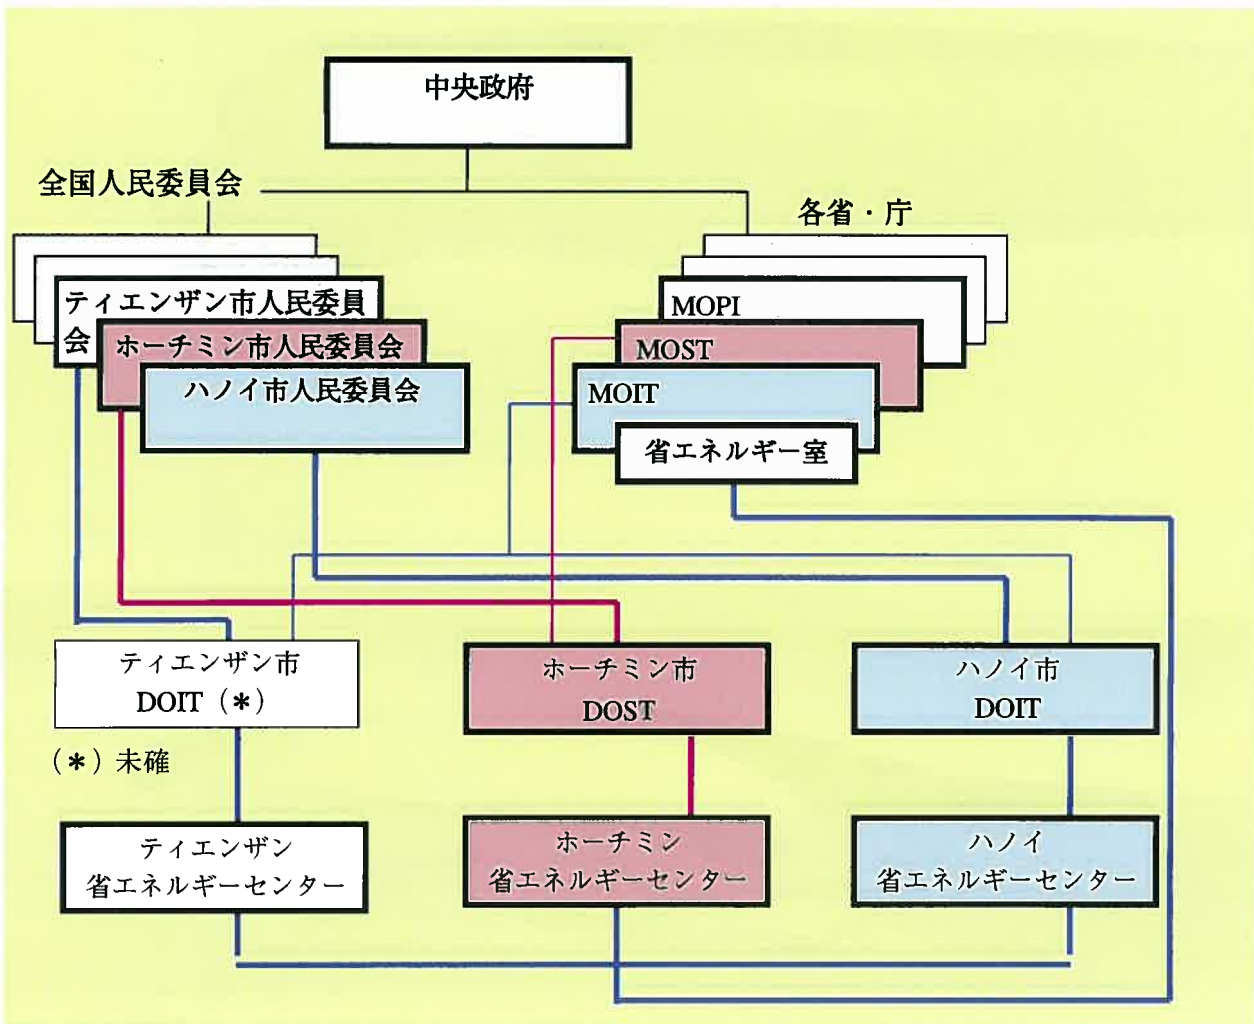 中央政府
全国人民委員会
各省・庁
ティエンザン市人民委員
会
ホーチミン市人民委員会
ハノイ市人民委員会
MOPI
MOST
MOIT
省エネルギー室
ティエンザン市
DOIT（*）
（*）未確
ホーチミン市
DOST
ハノイ市
DOIT
ティエンザン
省エネルギーセンター
ホーチミン
省エネルギーセンター
ハノイ
省エネルギーセンター